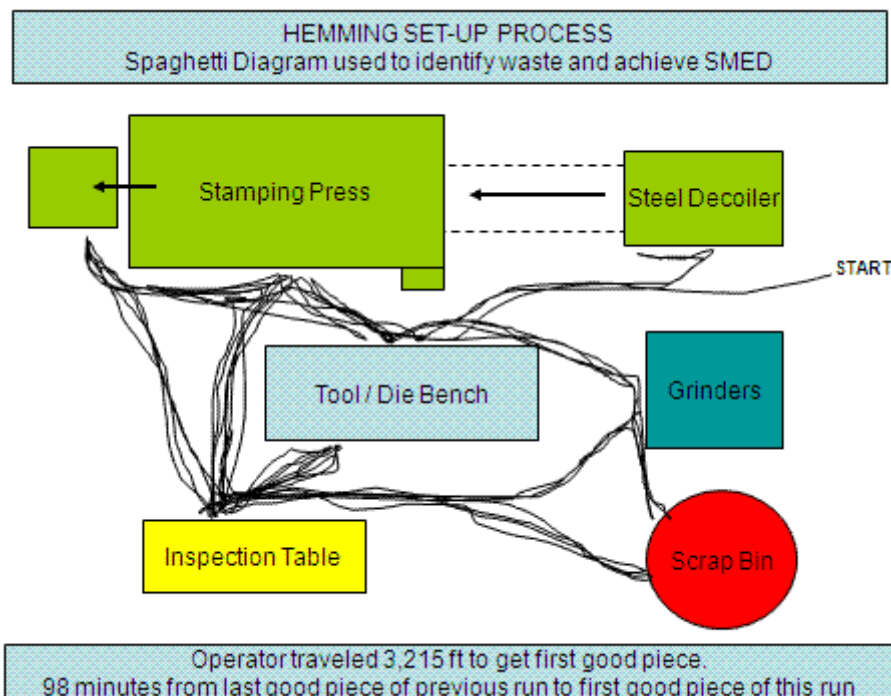 HEMMING SET-UP PROCESS
Spaghetti Diagram used to identify waste and achieve SMED
Stamping Press
Steel Decoiler
START
Tool / Die Bench
Grinders
Inspection Table
Scrap Bin
Operator traveled 3,215 ft to get first good piece.
98 minutes from last good piece of previous run to first good piece of this run